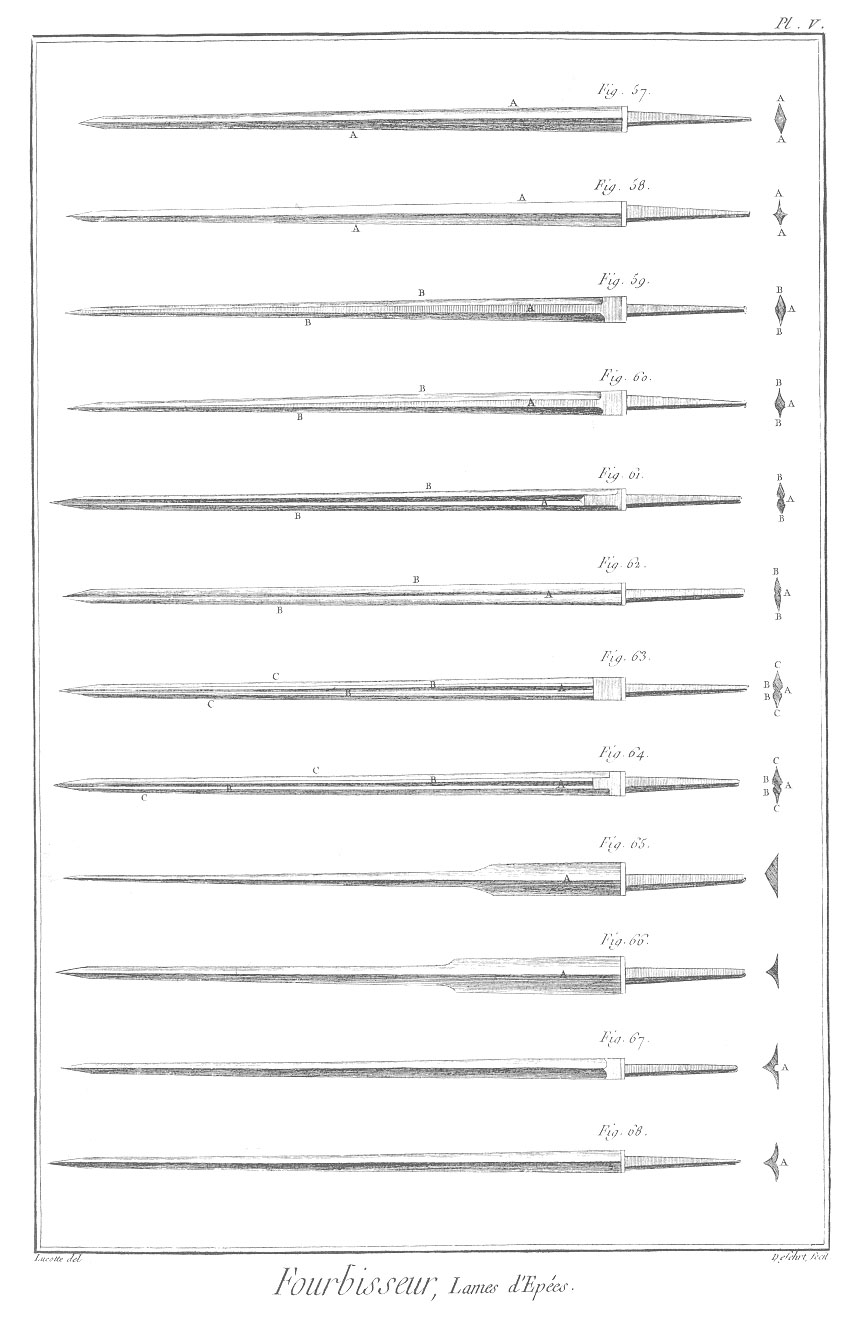 Pl. V.
Fig. 57.
A
A
A
A
Fig. 58.
A
A
A
A
Fig. 59.
B
A
B
B
A
B
Fig. 60.
B
A
B
B
A
B
Fig. 61.
B
A
B
B
A
B
Fig. 62.
B
A
B
B
A
B
Fig. 63.
C
B
A
B
C
C
B
A
B
C
Fig. 64.
C
B
A
B
C
C
B
A
B
C
Fig. 65.
A
Fig. 66.
A
Fig. 67.
A
Fig. 68.
A
Lucotte del
Defehrt, fecit
Fourbisseur, Lames d'Epées.